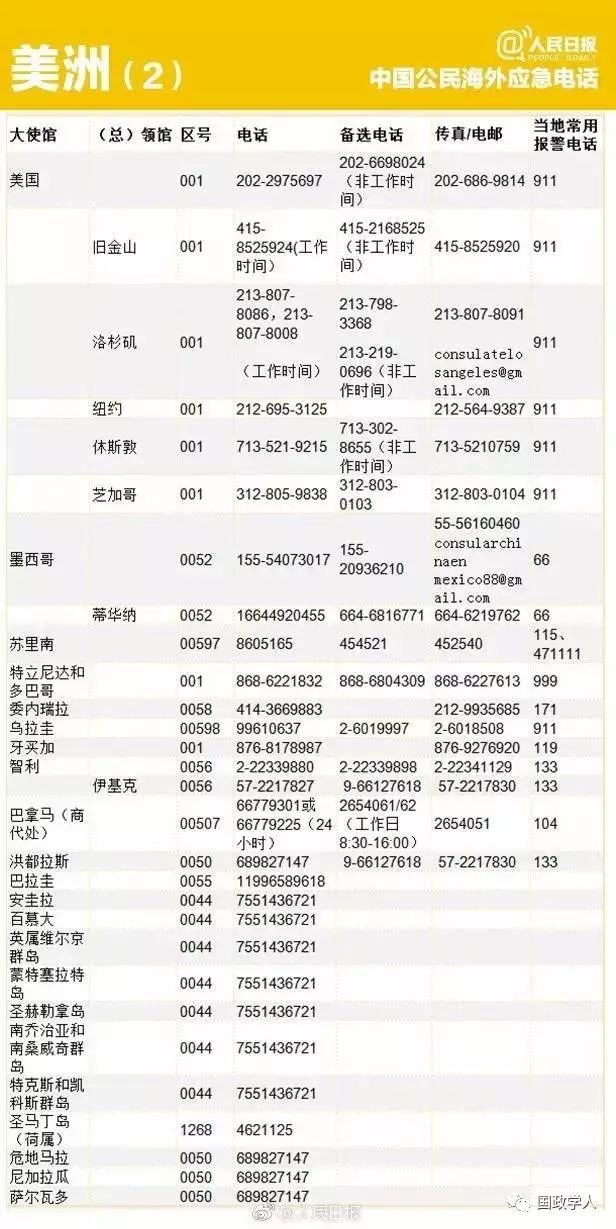 @人民日报
PEOPLE'S DAILY
美洲（2）
中国公民海外应急电话
大使馆 （总）领馆 区号 电话 备选电话 传真/电邮 当地常用报警电话
美国 001 202-2975697 202-6698024（非工作时间） 202-686-9814 911
旧金山 001 415-8525924(工作时间） 415-2168525（非工作时间） 415-8525920 911
洛杉矶 001 213-807-8086，213-807-8008（工作时间） 213-798-3368 213-219-0696（非工作时间） 213-807-8091 consulatelosangeles@gmail.com 911
纽约 001 212-695-3125 212-564-9387 911
休斯敦 001 713-521-9215 713-302-8655（非工作时间） 713-5210759 911
芝加哥 001 312-805-9838 312-803-0103 312-803-0104 911
墨西哥 0052 155-54073017 155-20936210 55-56160460 consularchinaenmexico88@gmail.com 66
蒂华纳 0052 16644920455 664-6816771 664-6219762 66
苏里南 00597 8605165 454521 452540 115、471111
特立尼达和多巴哥 001 868-6221832 868-6804309 868-6227613 999
委内瑞拉 0058 414-3669883 212-9935685 171
乌拉圭 00598 99610637 2-6019997 2-6018508 911
牙买加 001 876-8178987 876-9276920 119
智利 0056 2-22339880 2-22339898 2-22341129 133
伊基克 0056 57-2217827 9-66127618 57-2217830 133
巴拿马（商代处） 00507 66779301或66779225（24小时） 2654061/62（工作日8:30-16:00） 2654051 104
洪都拉斯 0050 689827147 9-66127618 57-2217830 133
巴拉圭 0055 11996589618
安圭拉 0044 7551436721
百慕大 0044 7551436721
英属维尔京群岛 0044 7551436721
蒙特塞拉特岛 0044 7551436721
圣赫勒拿岛 0044 7551436721
南乔治亚和南桑威奇群岛 0044 7551436721
特克斯和凯科斯群岛 0044 7551436721
圣马丁岛（荷属） 1268 4621125
危地马拉 0050 689827147
尼加拉瓜 0050 689827147
萨尔瓦多 0050 689827147
@人民日报
国政学人